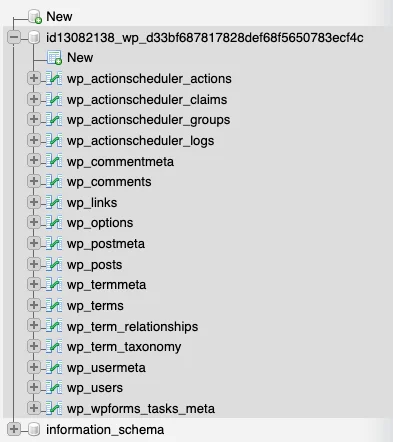 New
id13082138_wp_d33bf687817828def68f5650783ecf4c
New
wp_actionscheduler_actions
wp_actionscheduler_claims
wp_actionscheduler_groups
wp_actionscheduler_logs
wp_commentmeta
wp_comments
wp_links
wp_options
wp_postmeta
wp_posts
wp_termmeta
wp_terms
wp_term_relationships
wp_term_taxonomy
wp_usermeta
wp_users
wp_wpforms_tasks_meta
information_schema